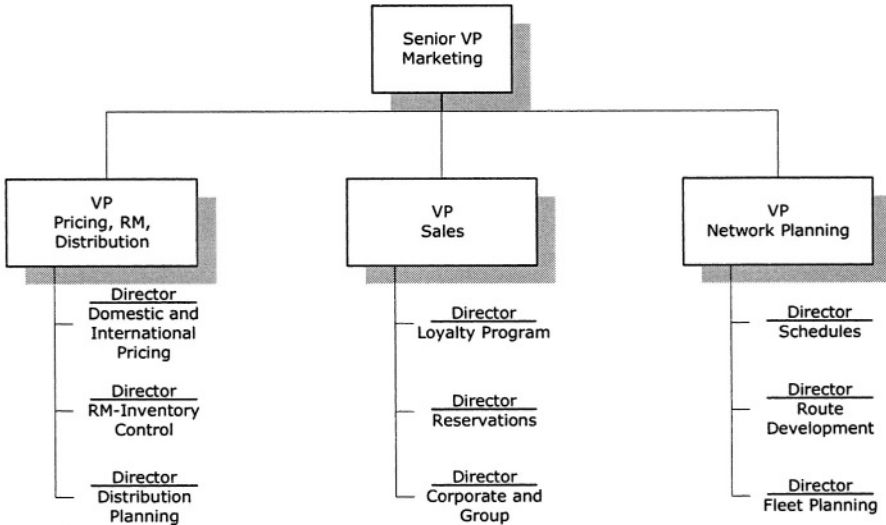 Senior VP
Marketing
VP
Pricing, RM,
Distribution
Director
Domestic and
International
Pricing
Director
RM-Inventory
Control
Director
Distribution
Planning
VP
Sales
Director
Loyalty Program
Director
Reservations
Director
Corporate and
Group
VP
Network Planning
Director
Schedules
Director
Route
Development
Director
Fleet Planning